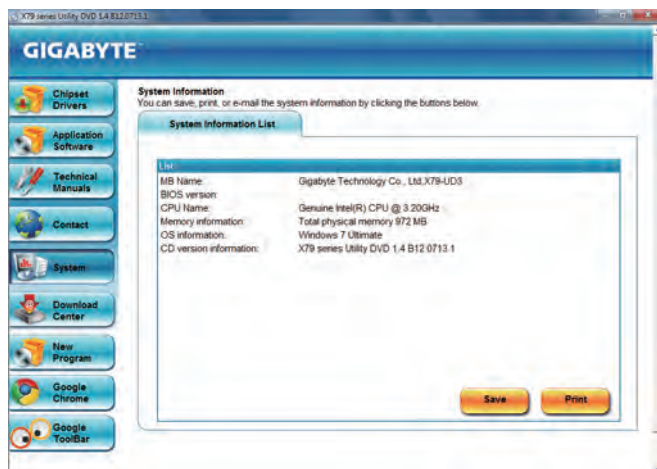 X79 series Utility DVD 1.4 B12.0713.1
GIGABYTE™
Chipset
Drivers
Application
Software
Technical
Manuals
Contact
System
Download
Center
New
Program
Google
Chrome
Google
ToolBar
System Information
You can save, print, or e-mail the system information by clicking the buttons below.
System Information List
List
MB Name: Gigabyte Technology Co., Ltd.X79-UD3
BIOS version:
CPU Name: Genuine Intel(R) CPU @ 3.20GHz
Memory information: Total physical memory 972 MB
OS information: Windows 7 Ultimate
CD version information: X79 series Utility DVD 1.4 B12.0713.1
Save
Print